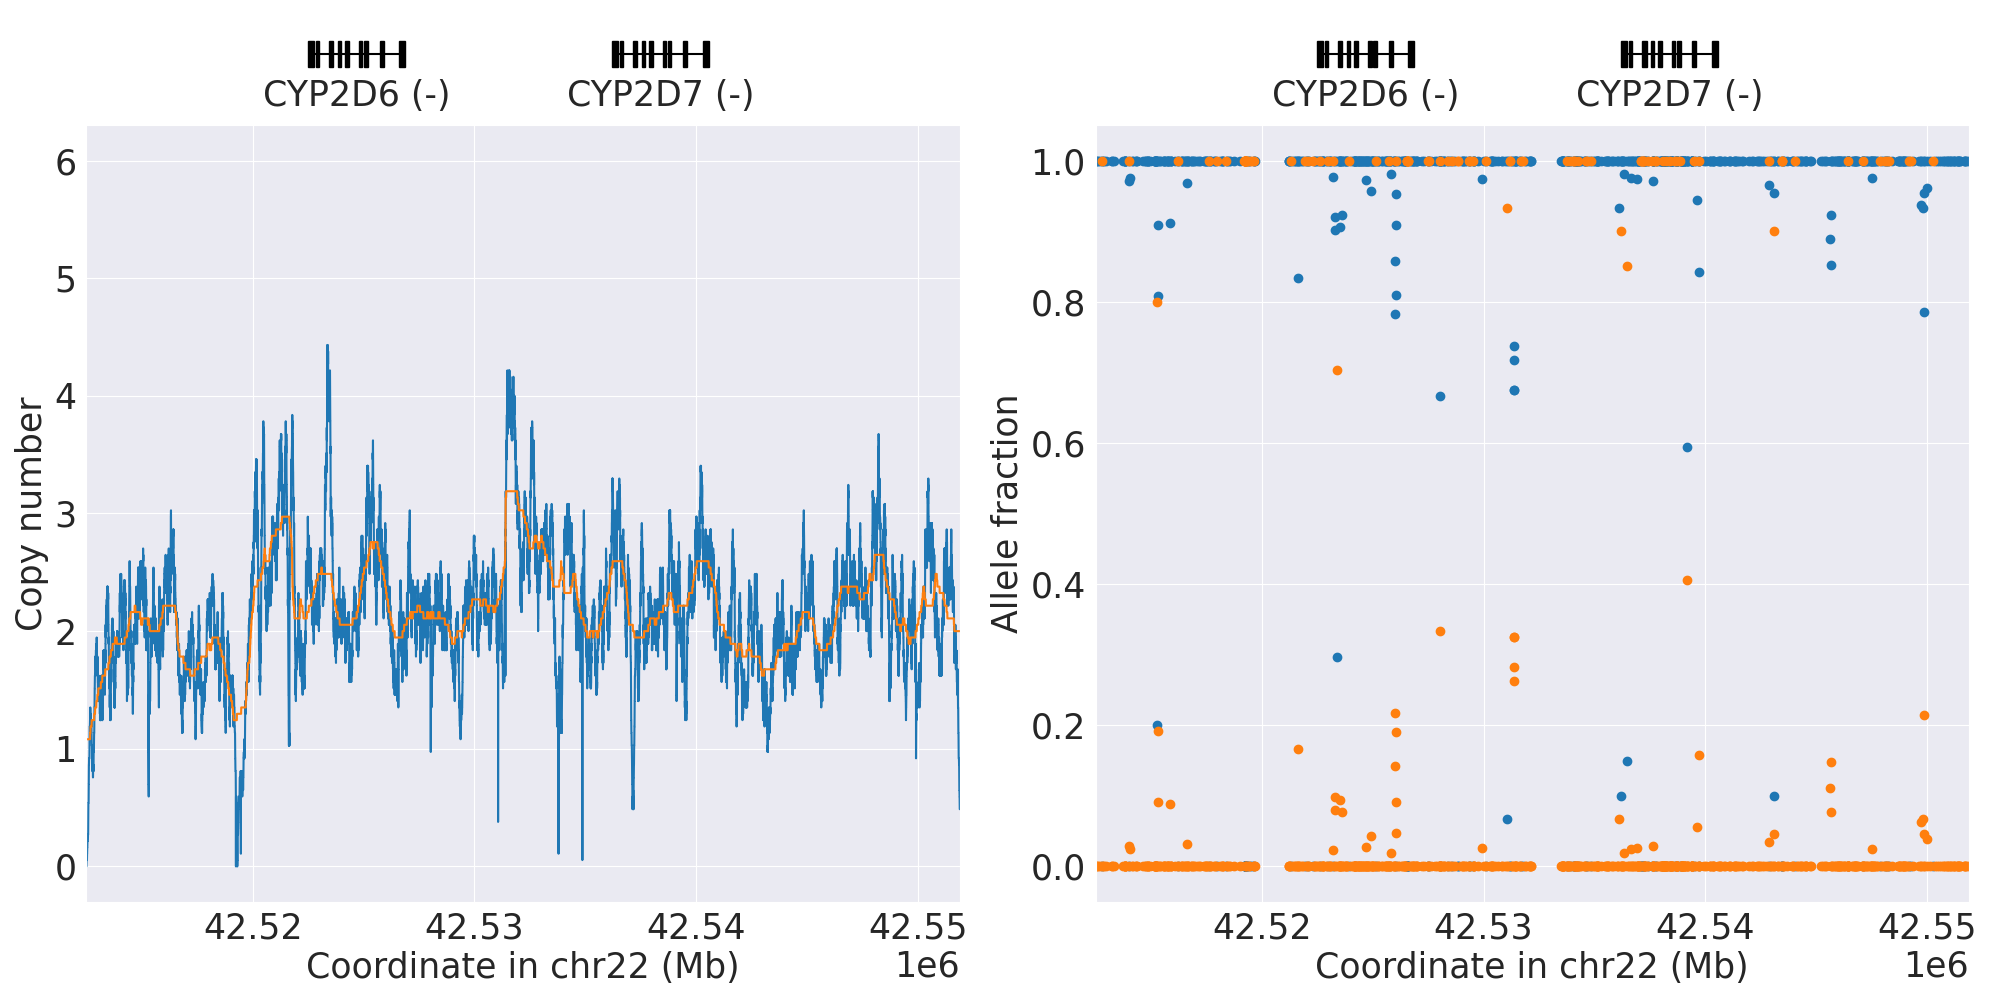 CYP2D6 (-)
CYP2D7 (-)
6
5
4
3
2
1
0
Copy number
42.52
42.53
42.54
42.55
Coordinate in chr22 (Mb)
1e6
CYP2D6 (-)
CYP2D7 (-)
1.0
0.8
0.6
0.4
0.2
0.0
Allele fraction
42.52
42.53
42.54
42.55
Coordinate in chr22 (Mb)
1e6